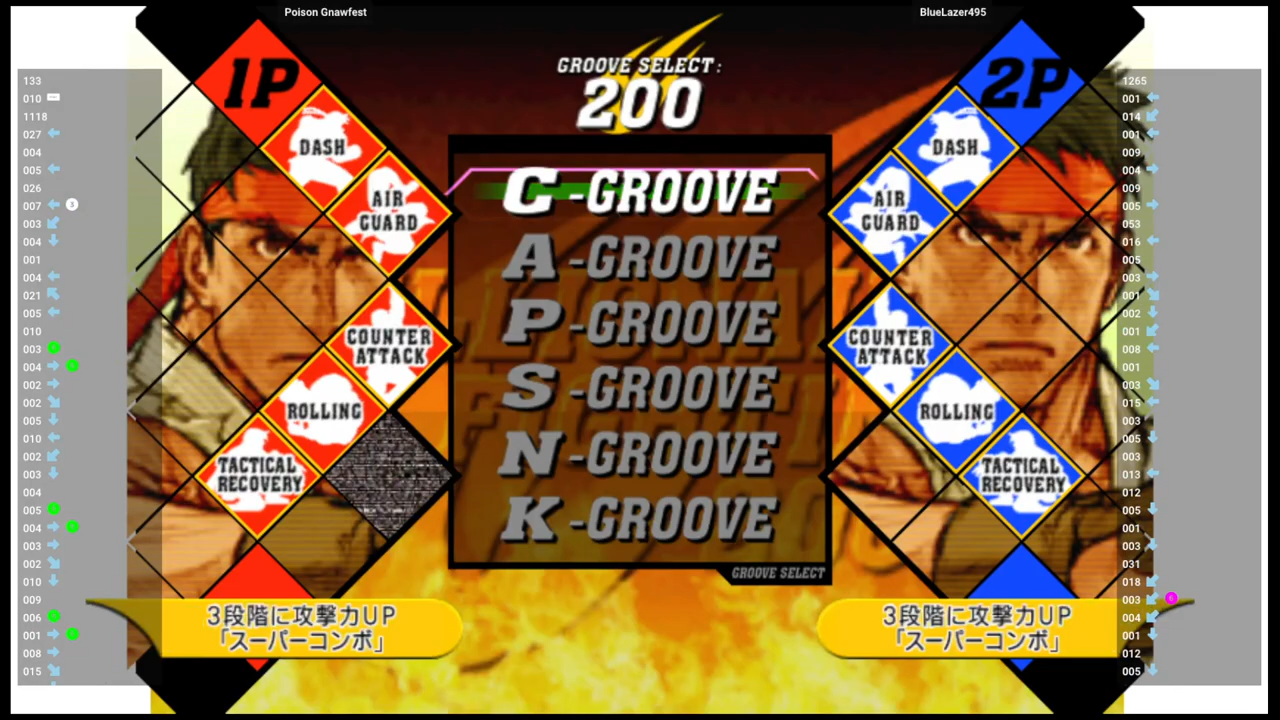 Poison Gnawfest
BlueLazer495
1P
GROOVE SELECT:
200
2P
DASH
AIR
GUARD
COUNTER
ATTACK
ROLLING
TACTICAL
RECOVERY
C-GROOVE
A-GROOVE
P-GROOVE
S-GROOVE
N-GROOVE
K-GROOVE
GROOVE SELECT
DASH
AIR
GUARD
COUNTER
ATTACK
ROLLING
TACTICAL
RECOVERY
3段階に攻撃力UP
「スーパーコンボ」
3段階に攻撃力UP
「スーパーコンボ」
133
010
1118
027
004
005
026
007 3
003
004
001
004
021
005
010
003
004
002
002
005
010
002
003
004
005
004
003
002
010
009
006
001
008
015
1265
001
014
001
009
004
009
005
053
016
005
003
001
002
001
008
001
003
015
003
005
003
013
012
005
001
003
031
018
003
004
001
012
005